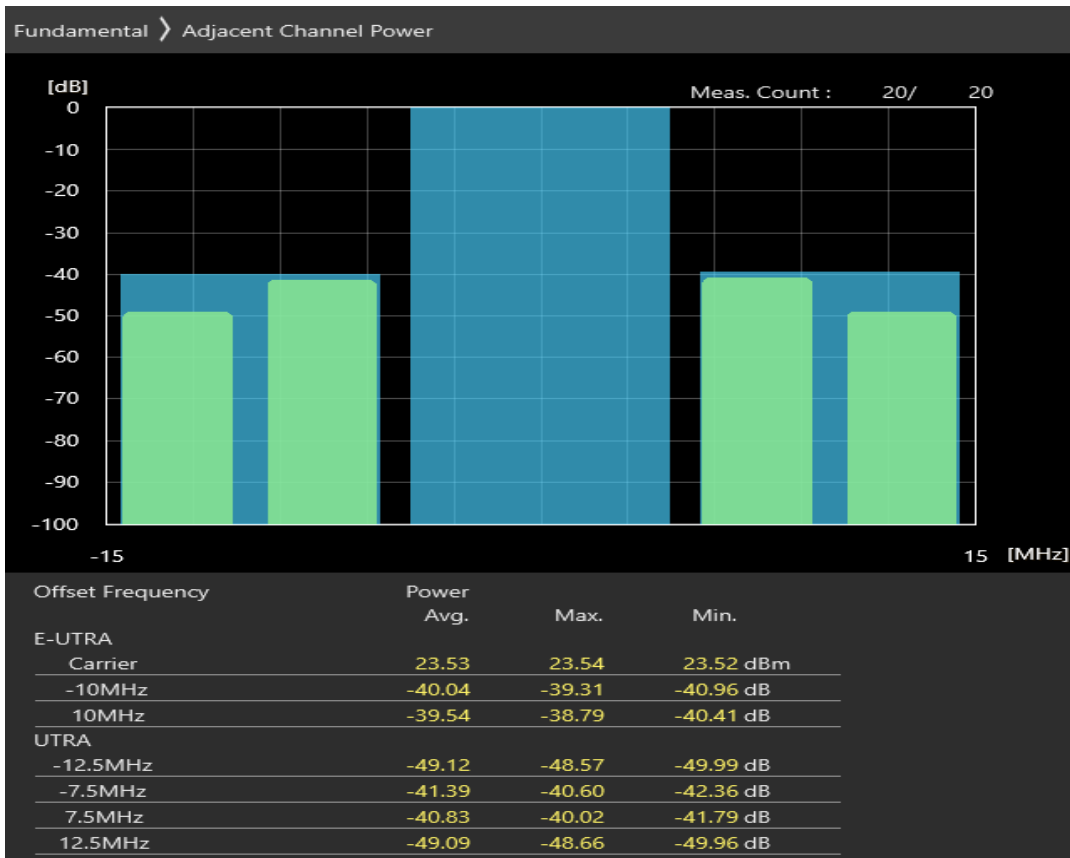 Fundamental 〉 Adjacent Channel Power
[dB]
Meas. Count : 20/ 20
0
-10
-20
-30
-40
-50
-60
-70
-80
-90
-100
-15 15 [MHz]
Offset Frequency Power
Avg. Max. Min.
E-UTRA
Carrier 23.53 23.54 23.52 dBm
-10MHz -40.04 -39.31 -40.96 dB
10MHz -39.54 -38.79 -40.41 dB
UTRA
-12.5MHz -49.12 -48.57 -49.99 dB
-7.5MHz -41.39 -40.60 -42.36 dB
7.5MHz -40.83 -40.02 -41.79 dB
12.5MHz -49.09 -48.66 -49.96 dB